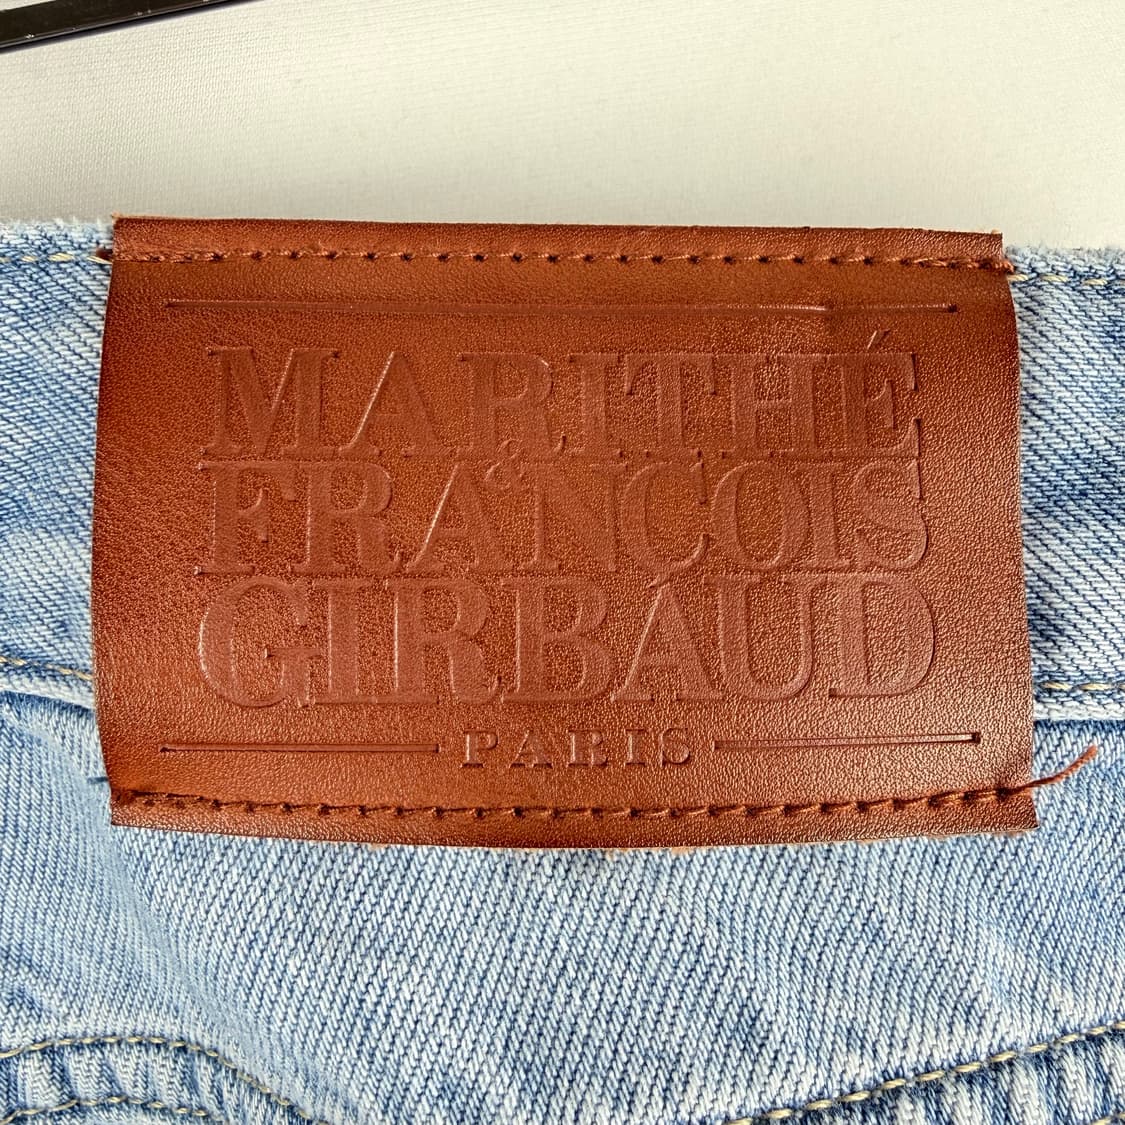 MARITHÉ
&
FRANÇOIS
GIRBAUD
PARIS